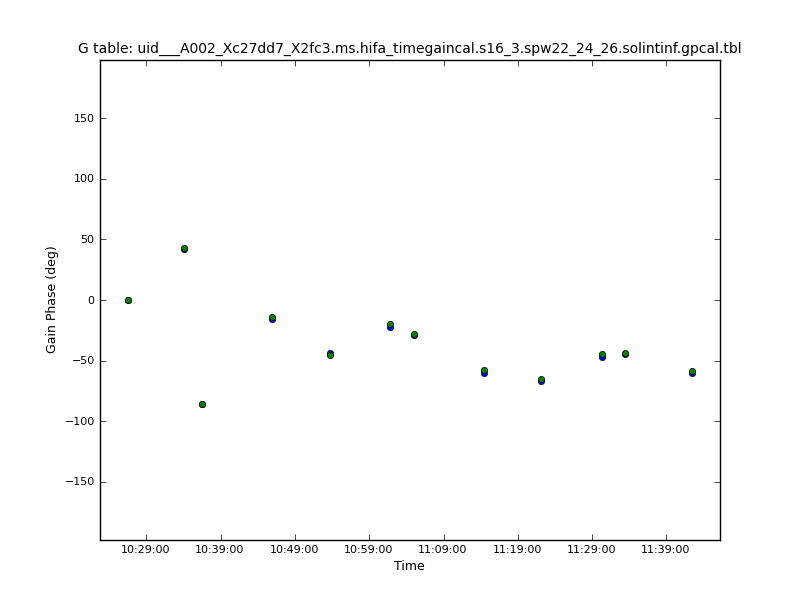 G table: uid___A002_Xc27dd7_X2fc3.ms.hifa_timegaincal.s16_3.spw22_24_26.solintinf.gpcal.tbl
150
100
50
0
−50
−100
−150
Gain Phase (deg)
10:29:00 10:39:00 10:49:00 10:59:00 11:09:00 11:19:00 11:29:00 11:39:00
Time